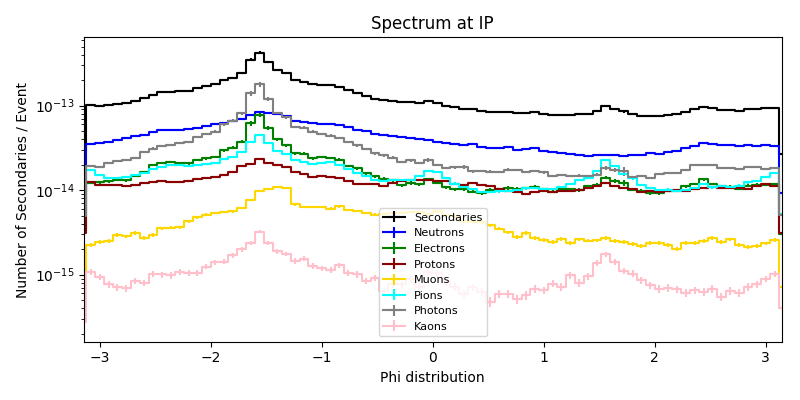 Spectrum at IP
Number of Secondaries / Event
10⁻¹³
10⁻¹⁴
10⁻¹⁵
Secondaries
Neutrons
Electrons
Protons
Muons
Pions
Photons
Kaons
−3 −2 −1 0 1 2 3
Phi distribution